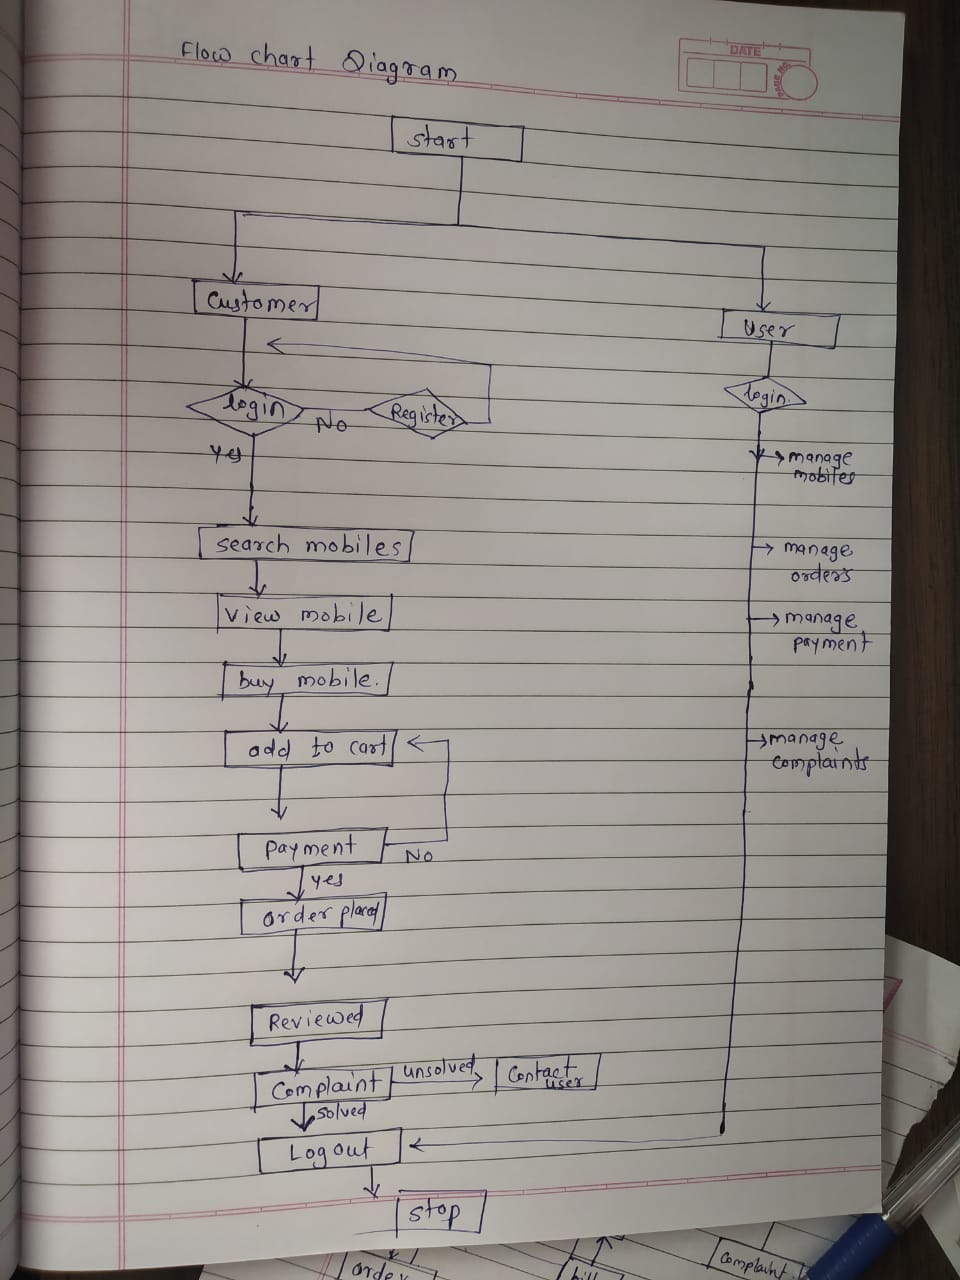 Flow chart Diagram
DATE
PAGE NO.
start
Customer
User
login
No
Register
login.
Yes
manage
mobiles
search mobiles
manage
orders
view mobile
manage
payment
buy mobile.
add to cart
manage
complaints
payment
No
yes
order placed
Reviewed
Complaint
unsolved
Contact
user
solved
Logout
stop
order
bill
complaint